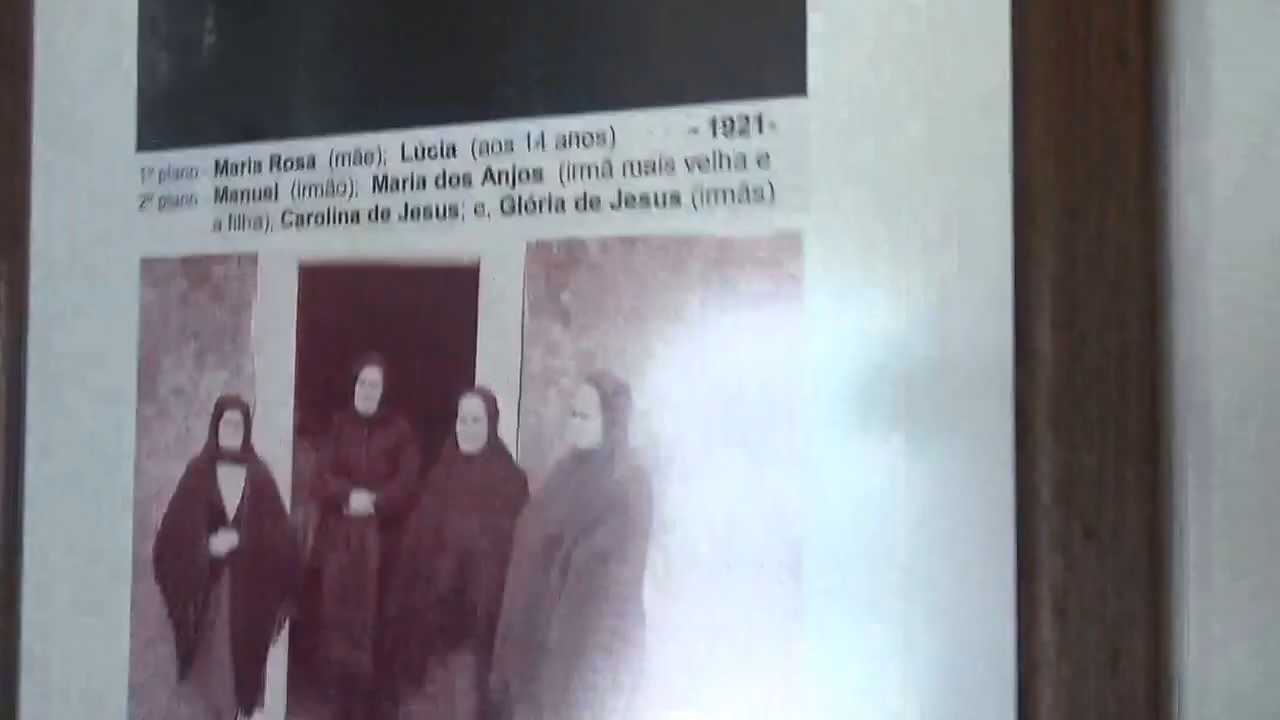 1º plano - Maria Rosa (mãe); Lúcia (aos 14 años) - 1921-
2º plano Manuel (irmão); Maria dos Anjos (irmã mais velha e
a filha), Carolina de Jesus; e, Glória de Jesus (irmãs)